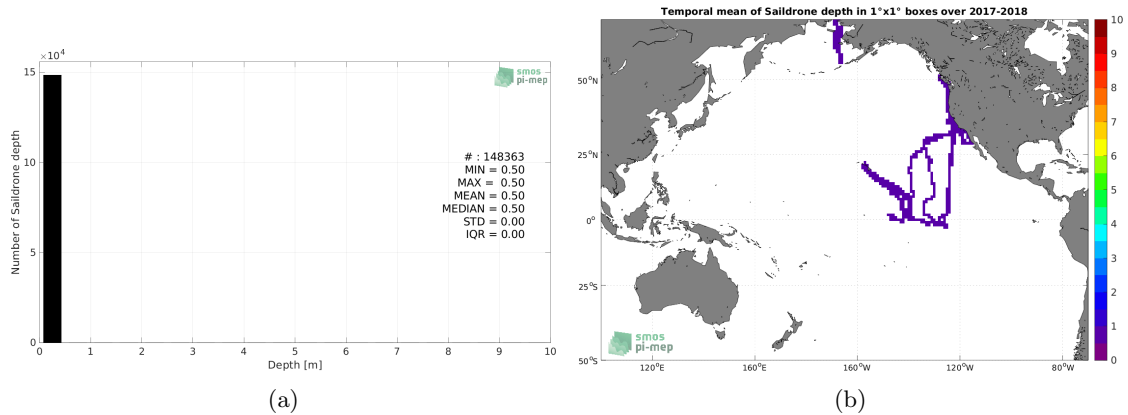 ×10⁴
15
10
5
0
0 1 2 3 4 5 6 7 8 9 10
Number of Saildrone depth
Depth [m]
smos
pi-mep
# : 148363
MIN = 0.50
MAX = 0.50
MEAN = 0.50
MEDIAN = 0.50
STD = 0.00
IQR = 0.00
(a)
Temporal mean of Saildrone depth in 1°x1° boxes over 2017-2018
50°N
25°N
0°
25°S
50°S
120°E 160°E 160°W 120°W 80°W
smos
pi-mep
10
9
8
7
6
5
4
3
2
1
0
(b)